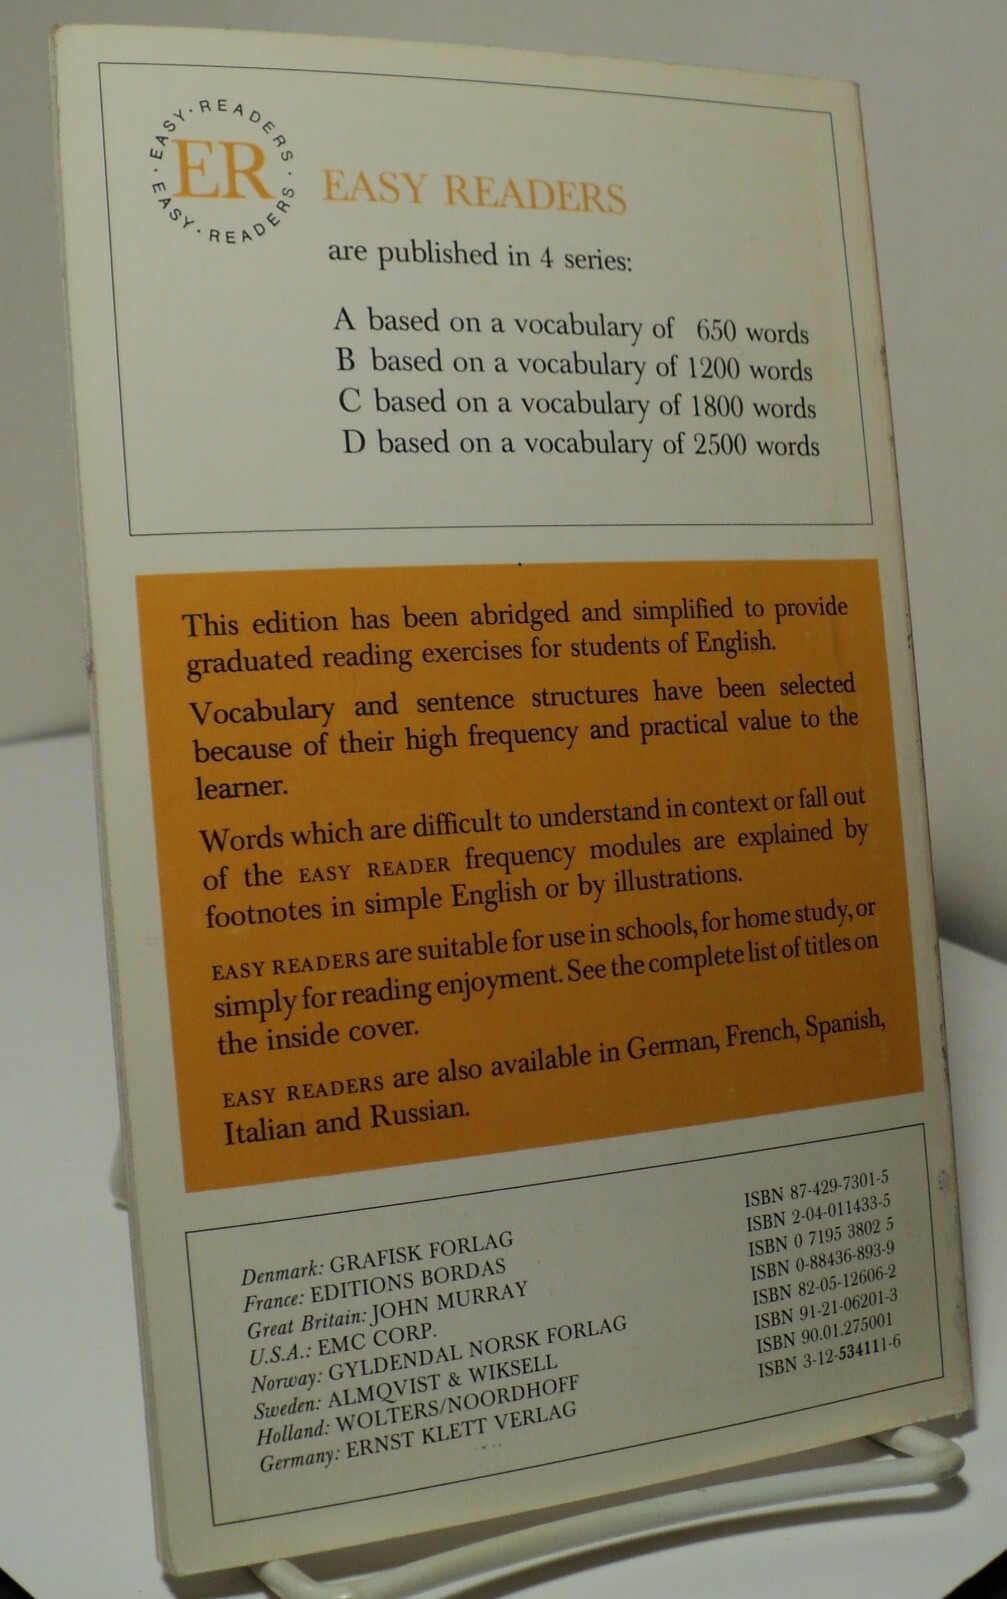 EASY · READERS · EASY · READERS ·
ER
EASY READERS
are published in 4 series:
A based on a vocabulary of 650 words
B based on a vocabulary of 1200 words
C based on a vocabulary of 1800 words
D based on a vocabulary of 2500 words
This edition has been abridged and simplified to provide
graduated reading exercises for students of English.
Vocabulary and sentence structures have been selected
because of their high frequency and practical value to the
learner.
Words which are difficult to understand in context or fall out
of the EASY READER frequency modules are explained by
footnotes in simple English or by illustrations.
EASY READERS are suitable for use in schools, for home study, or
simply for reading enjoyment. See the complete list of titles on
the inside cover.
EASY READERS are also available in German, French, Spanish,
Italian and Russian.
Denmark: GRAFISK FORLAG ISBN 87-429-7301-5
France: EDITIONS BORDAS ISBN 2-04-011433-5
Great Britain: JOHN MURRAY ISBN 0 7195 3802 5
U.S.A.: EMC CORP. ISBN 0-88436-893-9
Norway: GYLDENDAL NORSK FORLAG ISBN 82-05-12606-2
Sweden: ALMQVIST & WIKSELL ISBN 91-21-06201-3
Holland: WOLTERS/NOORDHOFF ISBN 90.01.275001
Germany: ERNST KLETT VERLAG ISBN 3-12-534111-6